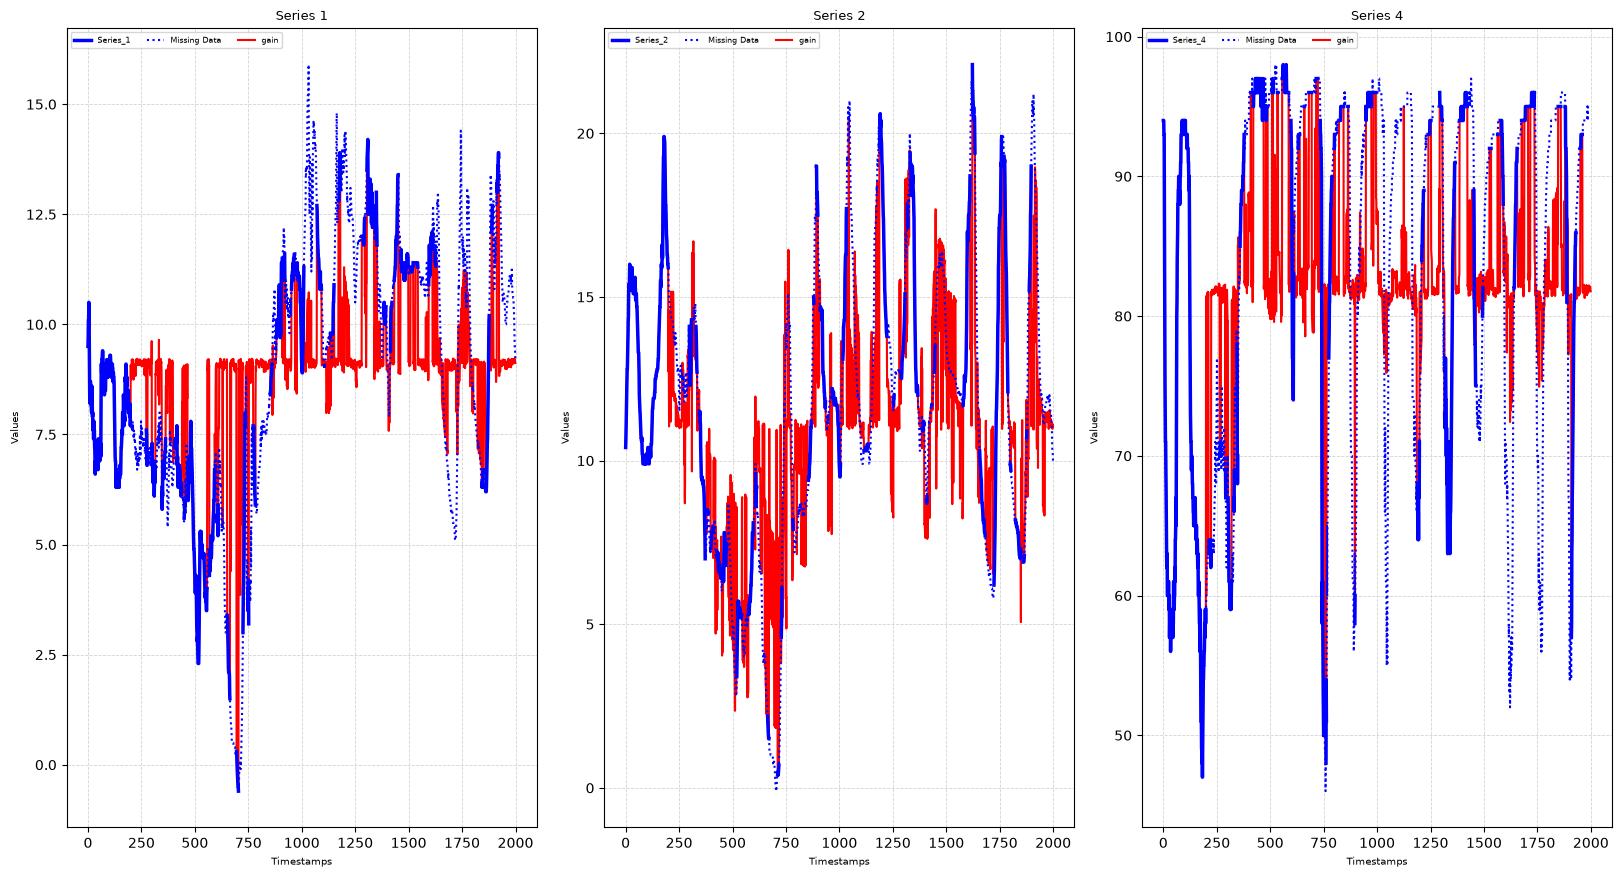 Series 1
Series_1
Missing Data
gain
Values
15.0
12.5
10.0
7.5
5.0
2.5
0.0
0 250 500 750 1000 1250 1500 1750 2000
Timestamps
Series 2
Series_2
Missing Data
gain
Values
20
15
10
5
0
0 250 500 750 1000 1250 1500 1750 2000
Timestamps
Series 4
Series_4
Missing Data
gain
Values
100
90
80
70
60
50
0 250 500 750 1000 1250 1500 1750 2000
Timestamps